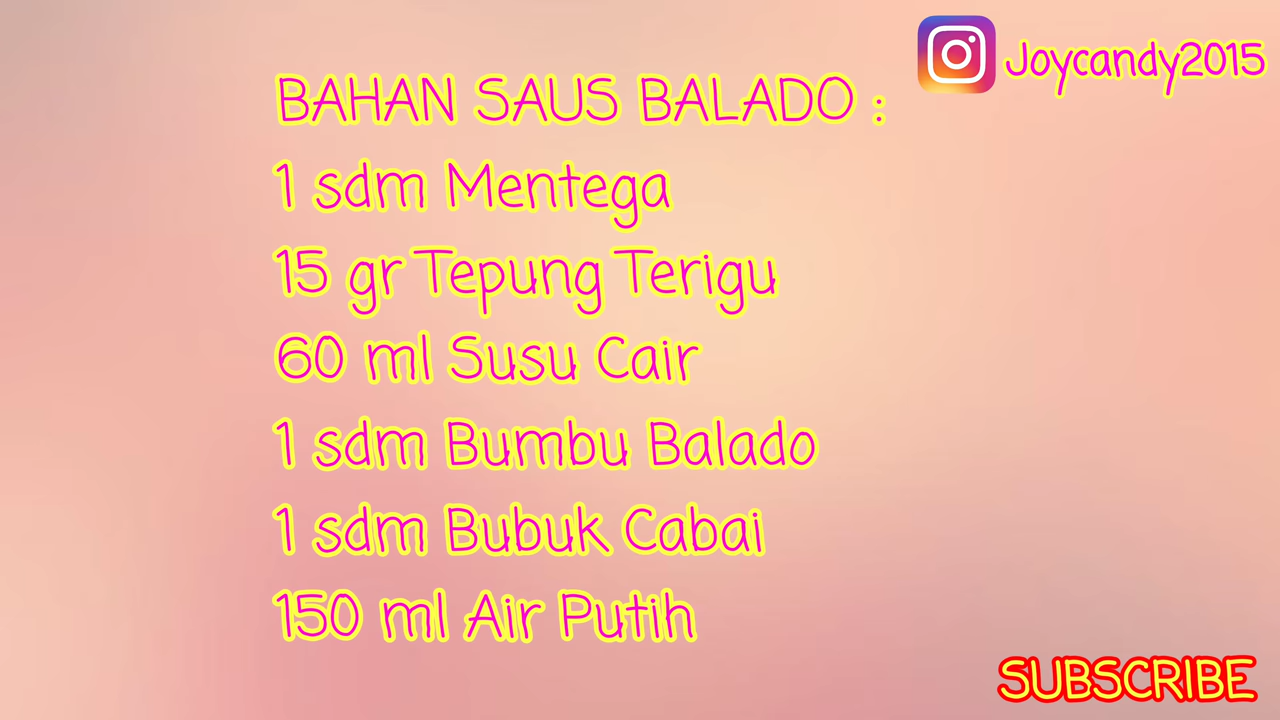 Joycandy2015
BAHAN SAUS BALADO :
1 sdm Mentega
15 gr Tepung Terigu
60 ml Susu Cair
1 sdm Bumbu Balado
1 sdm Bubuk Cabai
150 ml Air Putih
SUBSCRIBE